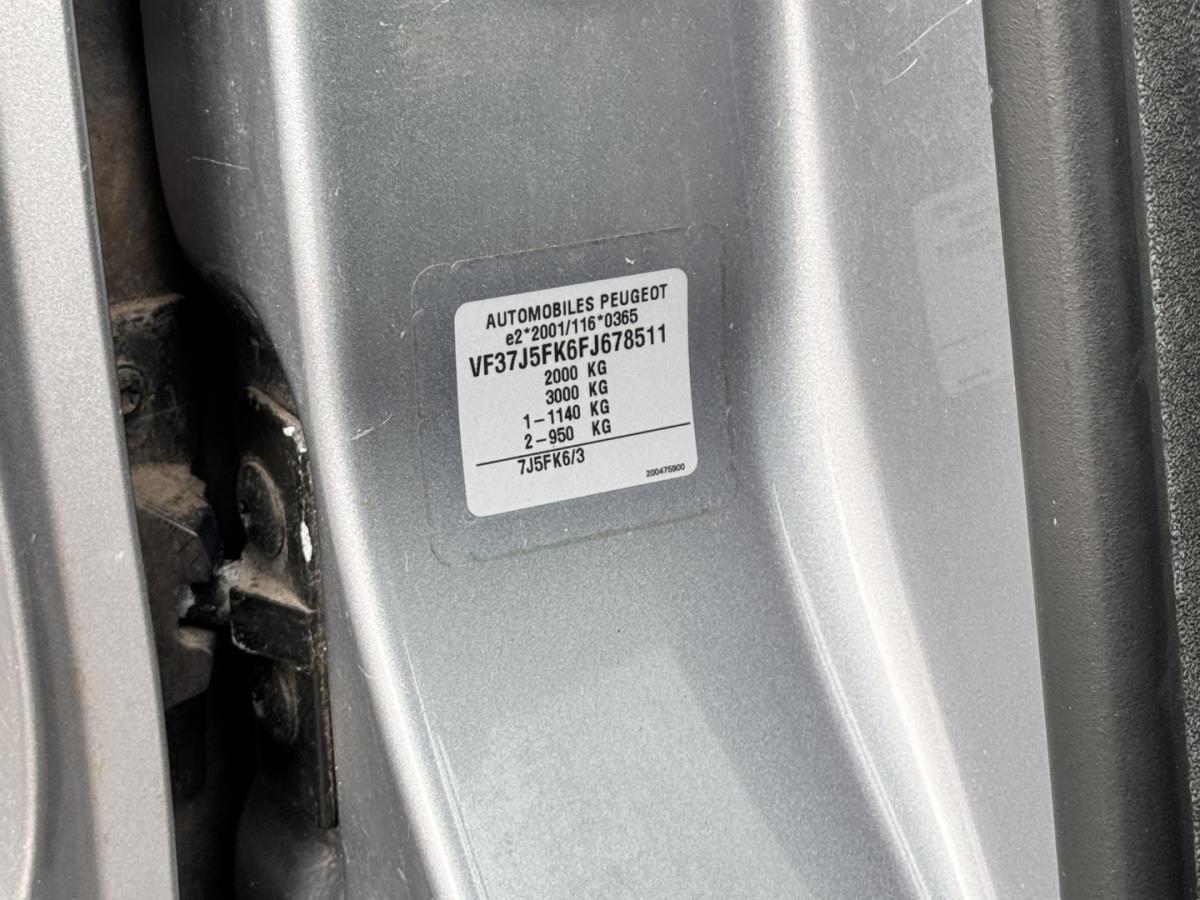 AUTOMOBILES PEUGEOT
e2*2001/116*0365
VF37J5FK6FJ678511
2000 KG
3000 KG
1-1140 KG
2-950 KG
7J5FK6/3
200475900